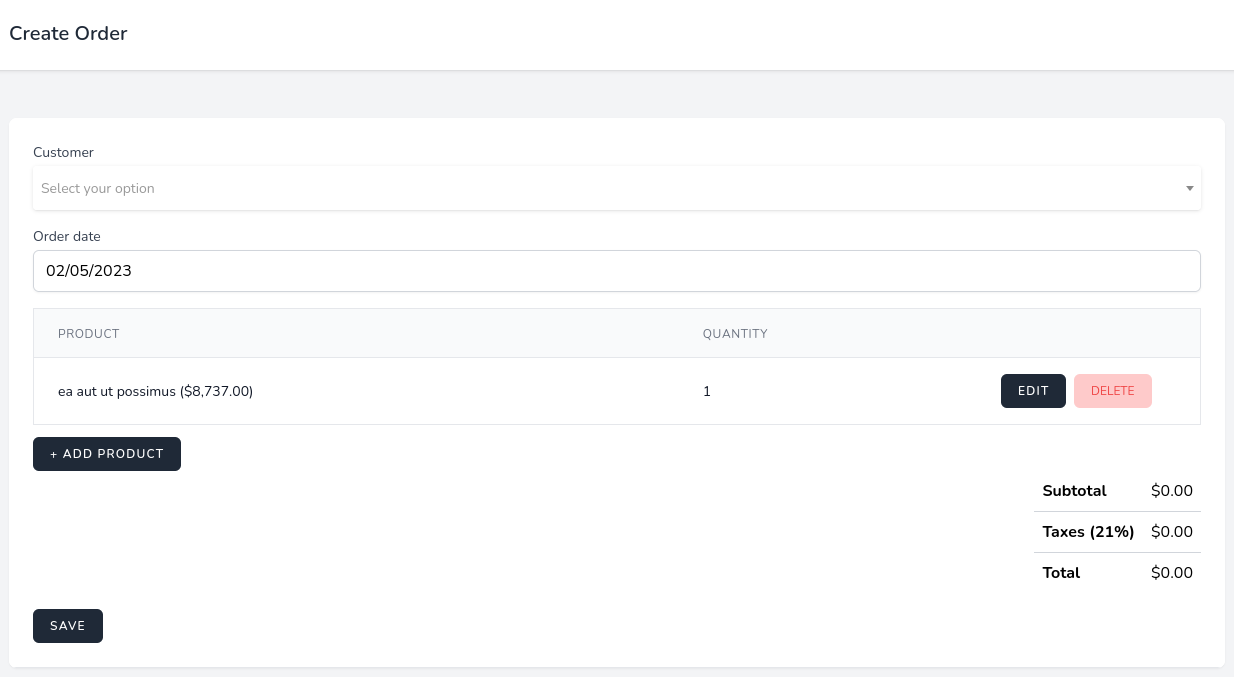 Create Order
Customer
Select your option
Order date
02/05/2023
PRODUCT QUANTITY
ea aut ut possimus ($8,737.00) 1 EDIT DELETE
+ ADD PRODUCT
Subtotal $0.00
Taxes (21%) $0.00
Total $0.00
SAVE